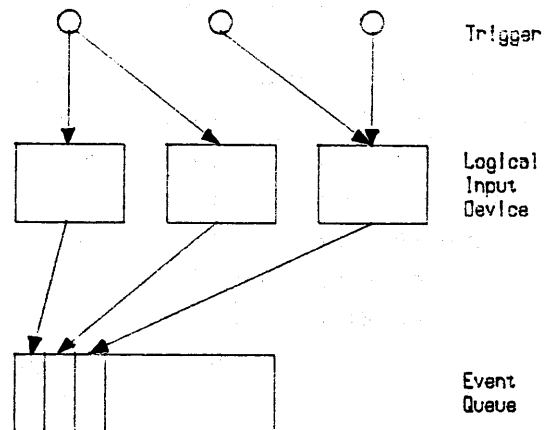 Trigger
Logical
Input
Device
Event
Queue